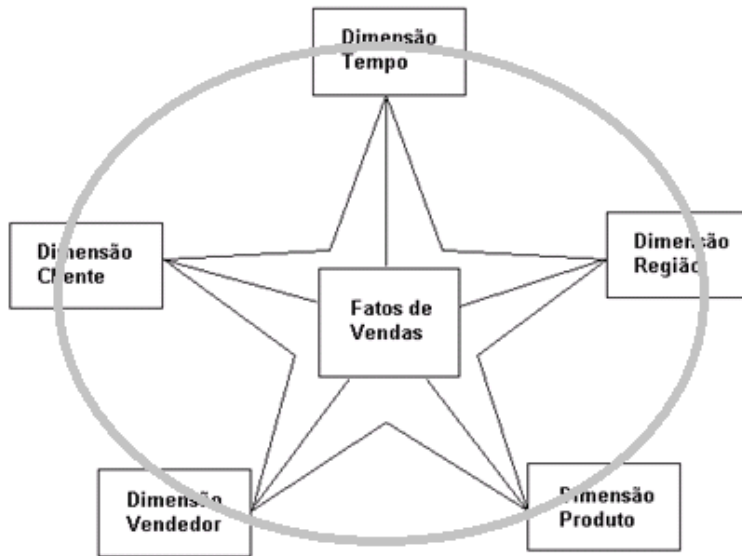 Dimensão
Tempo
Dimensão
Cliente
Dimensão
Região
Fatos de
Vendas
Dimensão
Vendedor
Dimensão
Produto